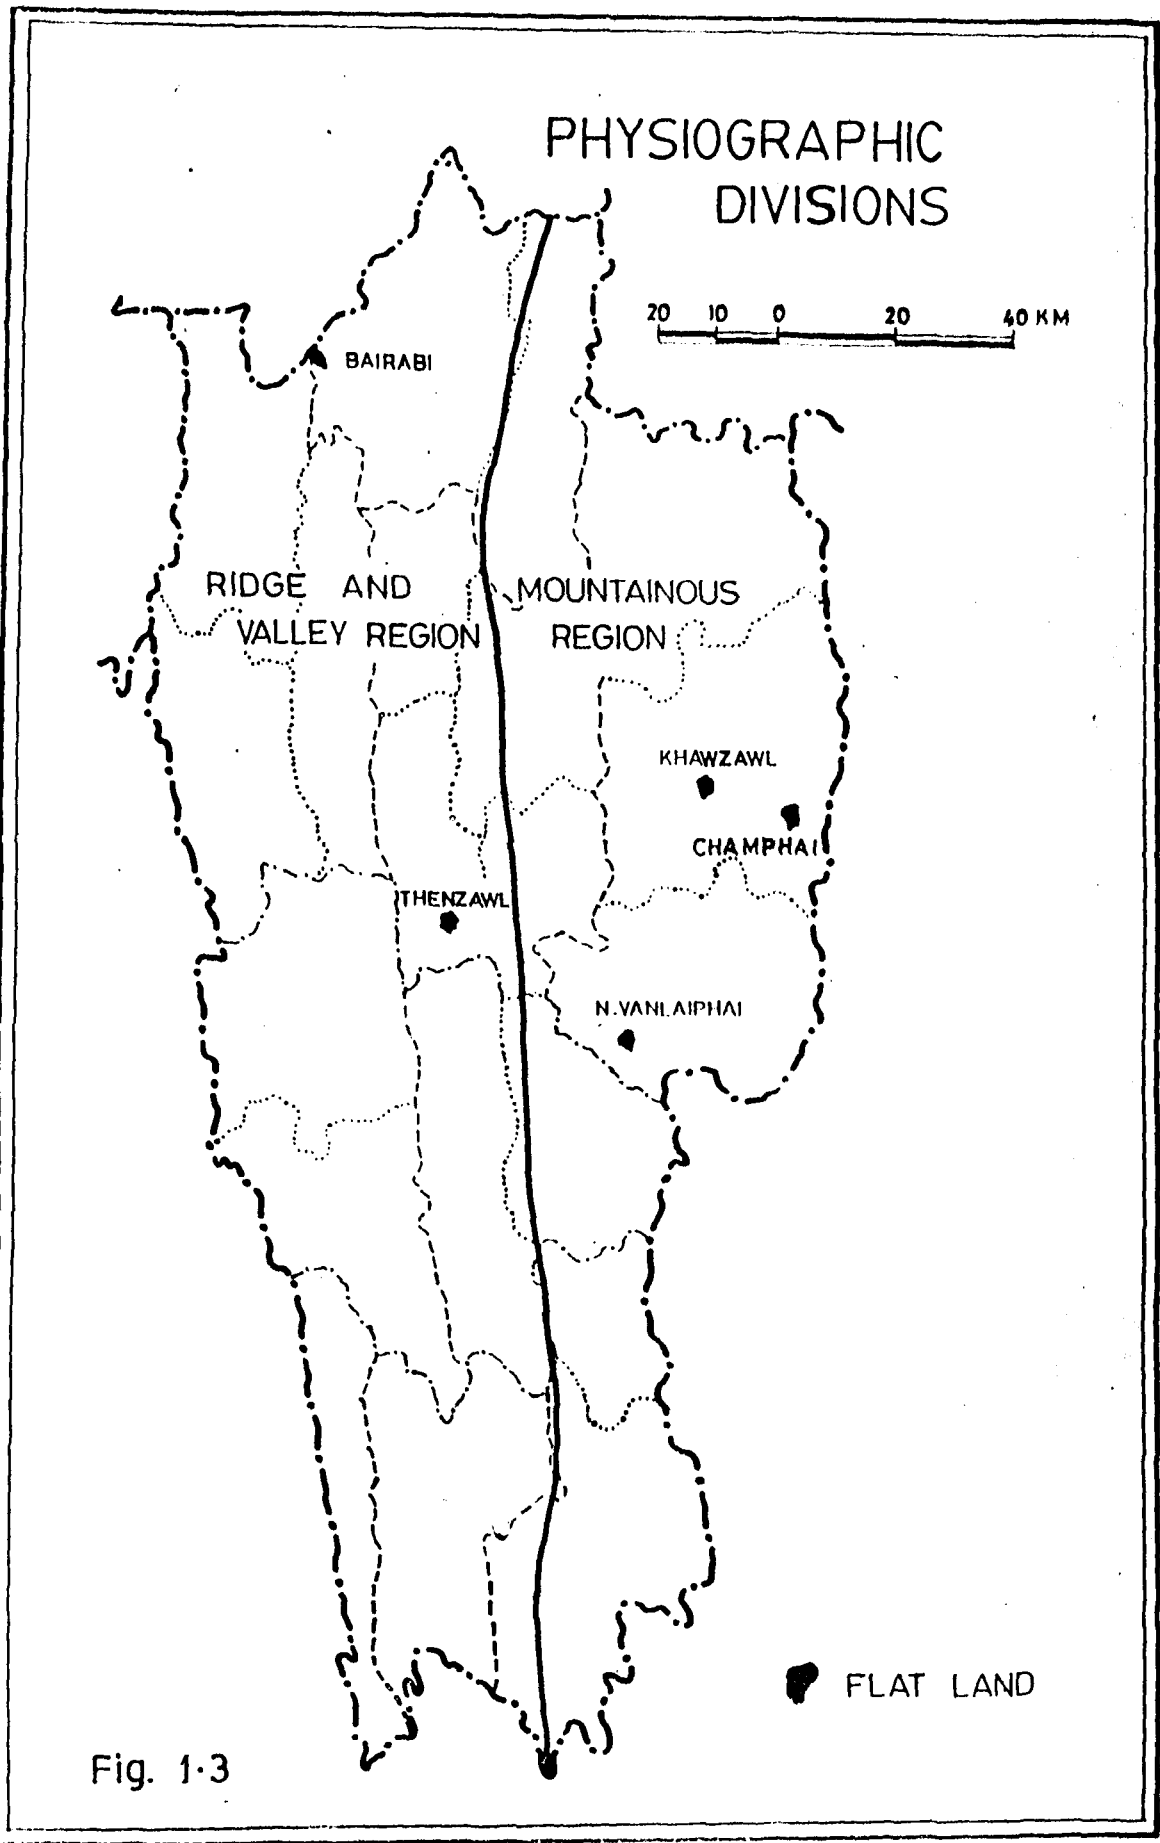 PHYSIOGRAPHIC
DIVISIONS
20 10 0 20 40 KM
BAIRABI
RIDGE AND
VALLEY REGION
MOUNTAINOUS
REGION
KHAWZAWL
CHAMPHAI
THENZAWL
N.VANLAIPHAI
FLAT LAND
Fig. 1·3